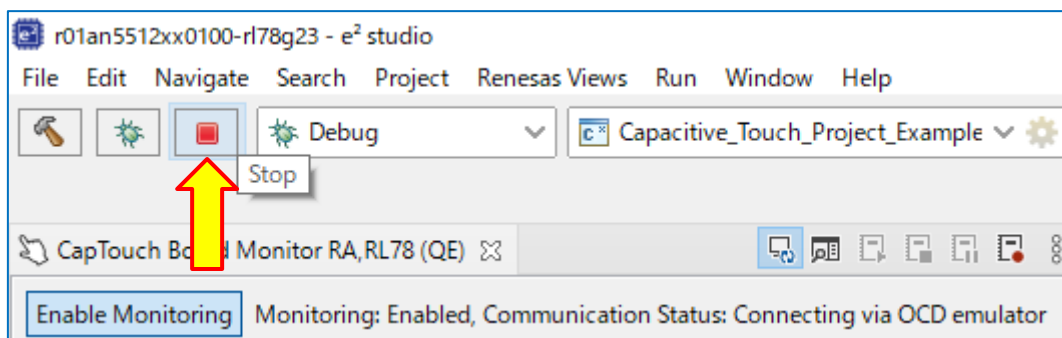 r01an5512xx0100-rl78g23 - e² studio
File Edit Navigate Search Project Renesas Views Run Window Help
Debug Capacitive_Touch_Project_Example
Stop
CapTouch Bo d Monitor RA,RL78 (QE)
Enable Monitoring Monitoring: Enabled, Communication Status: Connecting via OCD emulator